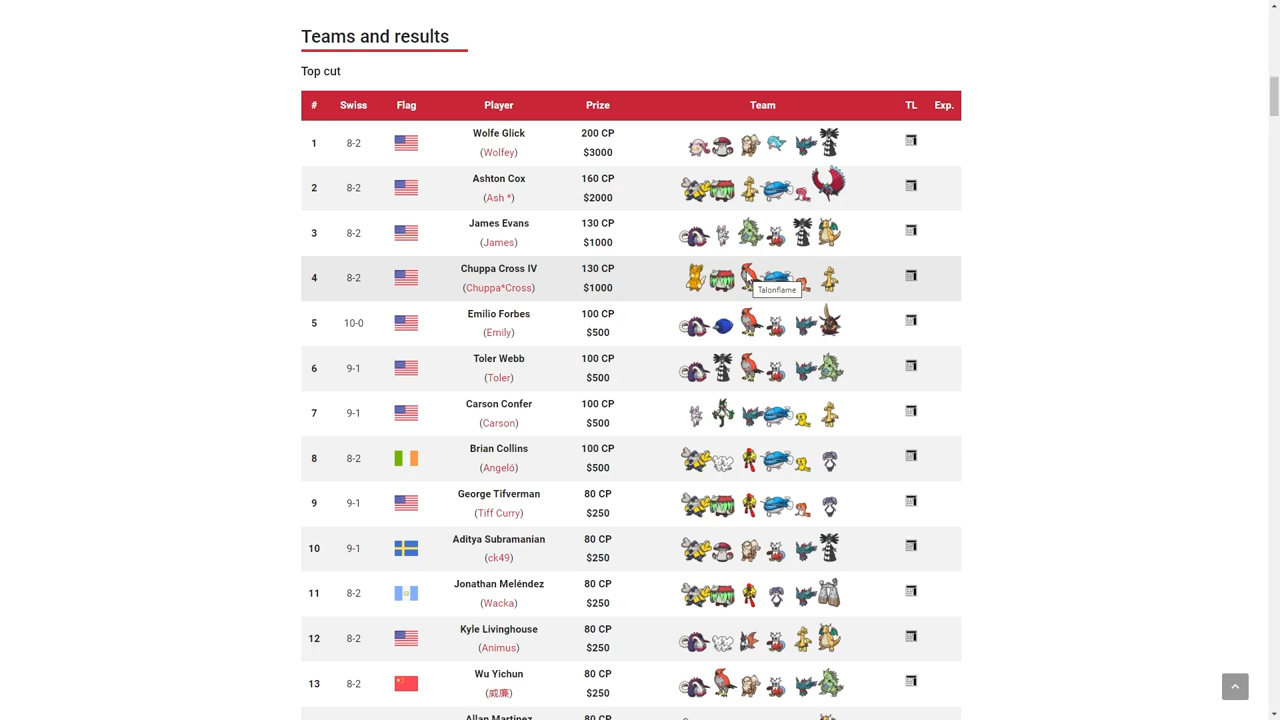 Teams and results
Top cut
# Swiss Flag Player Prize Team TL Exp.
1 8-2 Wolfe Glick (Wolfey) 200 CP $3000
2 8-2 Ashton Cox (Ash *) 160 CP $2000
3 8-2 James Evans (James) 130 CP $1000
4 8-2 Chuppa Cross IV (Chuppa*Cross) 130 CP $1000 Talonflame
5 10-0 Emilio Forbes (Emily) 100 CP $500
6 9-1 Toler Webb (Toler) 100 CP $500
7 9-1 Carson Confer (Carson) 100 CP $500
8 8-2 Brian Collins (Angeló) 100 CP $500
9 9-1 George Tifverman (Tiff Curry) 80 CP $250
10 9-1 Aditya Subramanian (ck49) 80 CP $250
11 8-2 Jonathan Meléndez (Wacka) 80 CP $250
12 8-2 Kyle Livinghouse (Animus) 80 CP $250
13 8-2 Wu Yichun (威廉) 80 CP $250
Allan Martinez 80 CP